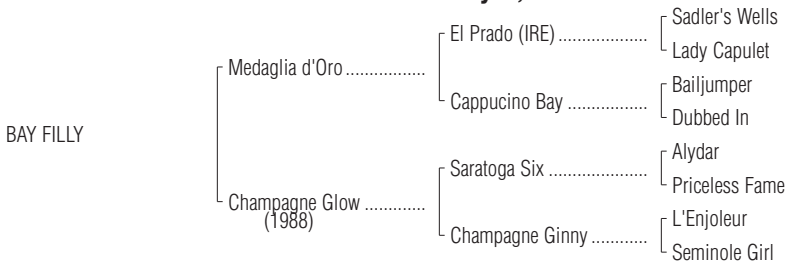 Sadler's Wells
El Prado (IRE) ...................
Lady Capulet
Medaglia d'Oro .................
Bailjumper
Cappucino Bay .................
Dubbed In
BAY FILLY
Alydar
Saratoga Six .....................
Priceless Fame
Champagne Glow .............
(1988)
L'Enjoleur
Champagne Ginny ............
Seminole Girl